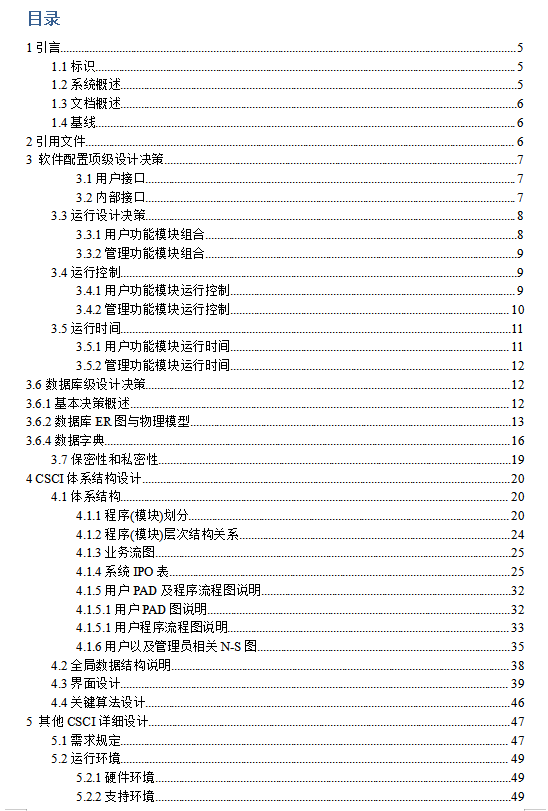 目录
1 引言 5
1.1 标识 5
1.2 系统概述 5
1.3 文档概述 6
1.4 基线 6
2 引用文件 6
3 软件配置项级设计决策 7
3.1 用户接口 7
3.2 内部接口 7
3.3 运行设计决策 8
3.3.1 用户功能模块组合 8
3.3.2 管理功能模块组合 9
3.4 运行控制 9
3.4.1 用户功能模块运行控制 9
3.4.2 管理功能模块运行控制 10
3.5 运行时间 11
3.5.1 用户功能模块运行时间 11
3.5.2 管理功能模块运行时间 12
3.6 数据库级设计决策 12
3.6.1 基本决策概述 12
3.6.2 数据库 ER 图与物理模型 13
3.6.4 数据字典 16
3.7 保密性和私密性 19
4 CSCI 体系结构设计 20
4.1 体系结构 20
4.1.1 程序(模块)划分 20
4.1.2 程序(模块)层次结构关系 24
4.1.3 业务流图 25
4.1.4 系统 IPO 表 25
4.1.5 用户 PAD 及程序流程图说明 32
4.1.5.1 用户 PAD 图说明 32
4.1.5.1 用户程序流程图说明 33
4.1.6 用户以及管理员相关 N-S 图 35
4.2 全局数据结构说明 38
4.3 界面设计 39
4.4 关键算法设计 46
5 其他 CSCI 详细设计 47
5.1 需求规定 47
5.2 运行环境 49
5.2.1 硬件环境 49
5.2.2 支持环境 49